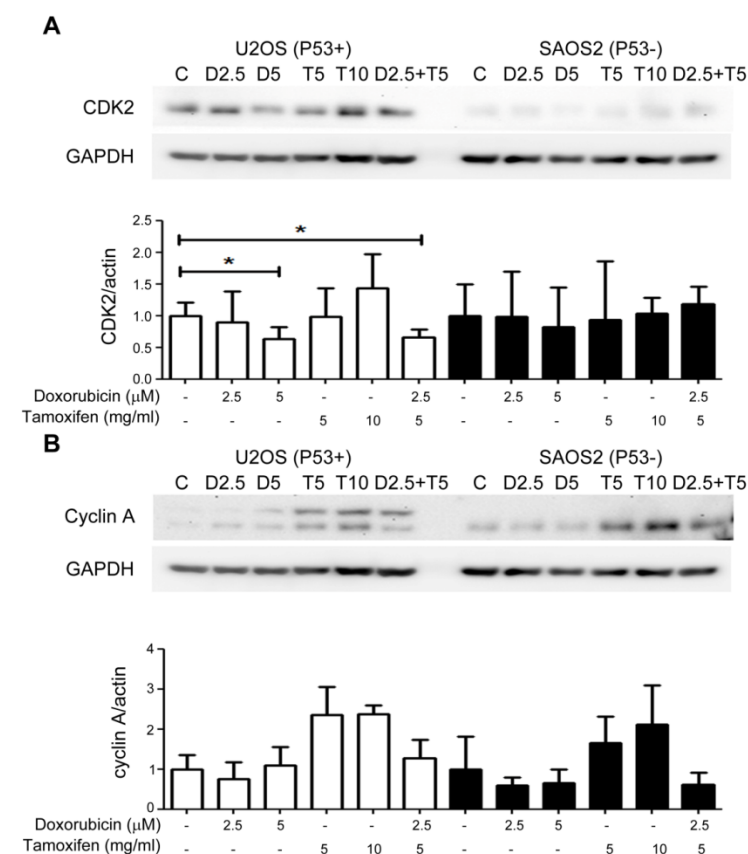 A
U2OS (P53+) SAOS2 (P53-)
C D2.5 D5 T5 T10 D2.5+T5 C D2.5 D5 T5 T10 D2.5+T5
CDK2
GAPDH
CDK2/actin
2.5
2.0
1.5
1.0
0.5
0.0
*
*
Doxorubicin (μM) - 2.5 5 - - 2.5 - 2.5 5 - - 2.5
Tamoxifen (mg/ml) - - - 5 10 5 - - - 5 10 5
B
U2OS (P53+) SAOS2 (P53-)
C D2.5 D5 T5 T10 D2.5+T5 C D2.5 D5 T5 T10 D2.5+T5
Cyclin A
GAPDH
cyclin A/actin
4
3
2
1
0
Doxorubicin (μM) - 2.5 5 - - 2.5 - 2.5 5 - - 2.5
Tamoxifen (mg/ml) - - - 5 10 5 - - - 5 10 5